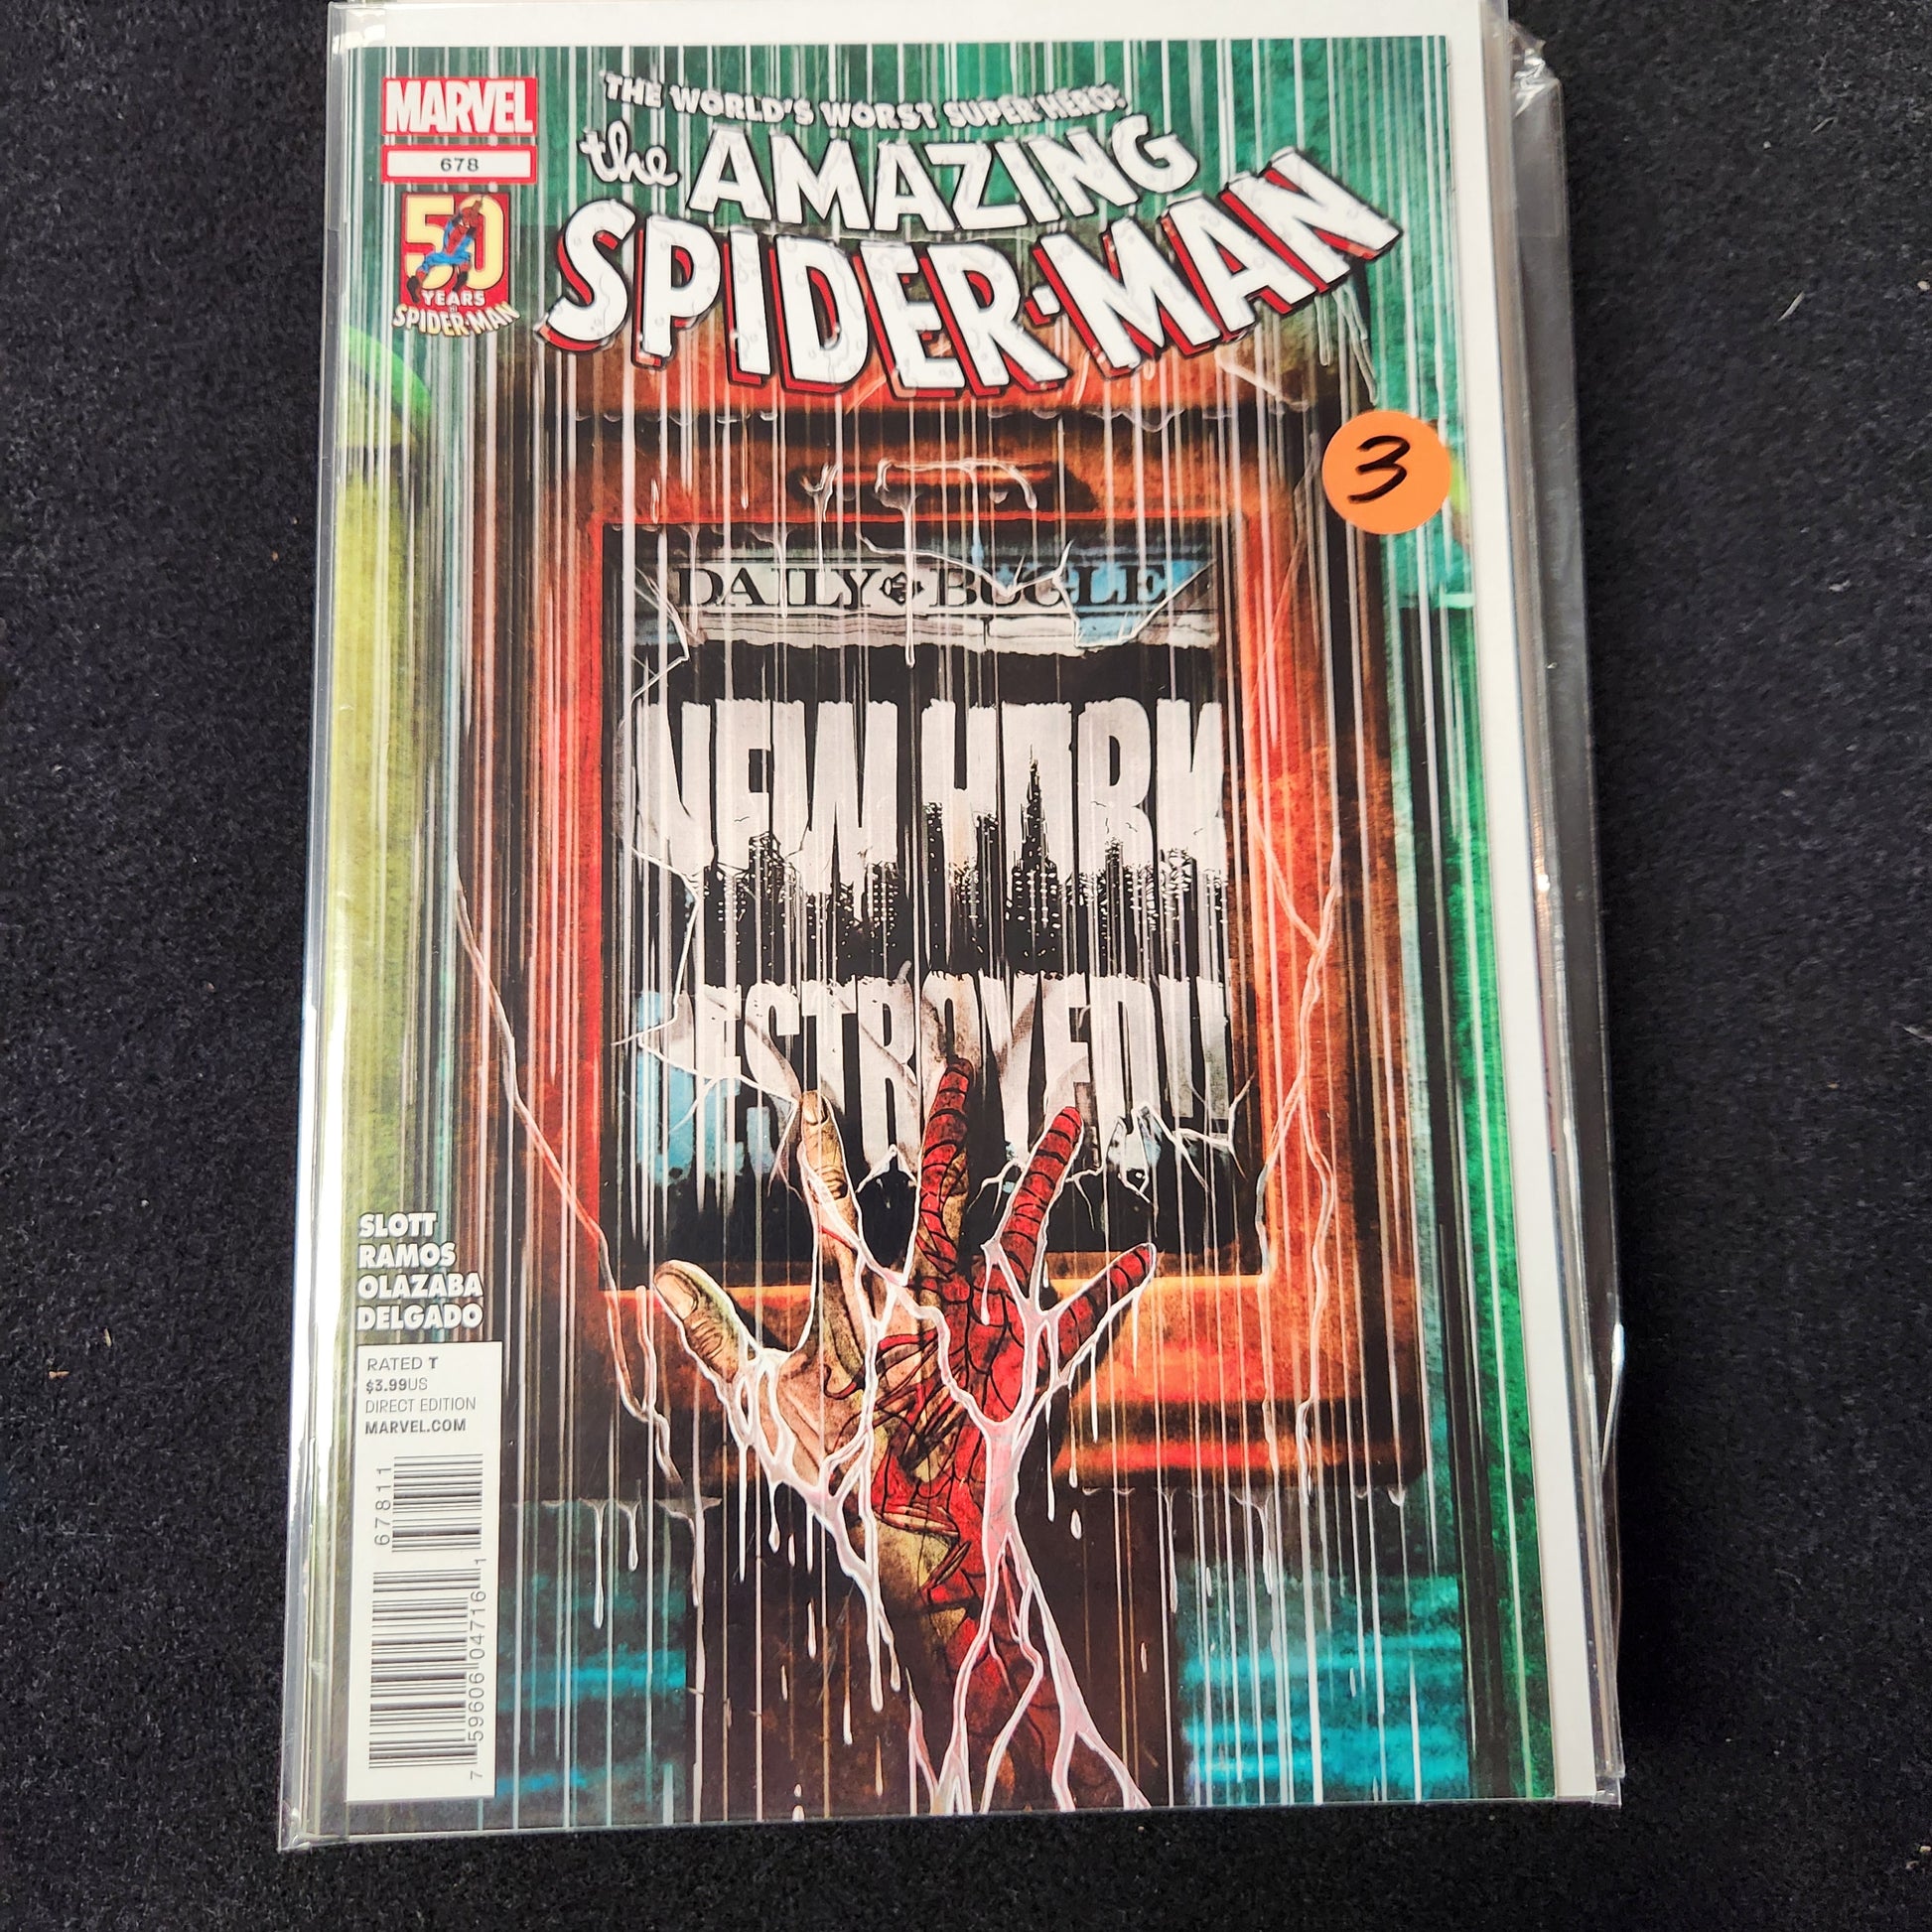 MARVEL
678
50
YEARS
OF
SPIDER-MAN
THE WORLD'S WORST SUPER HERO!
the AMAZING
SPIDER-MAN
3
DAILY BUGLE
NEW YORK
DESTROYED!!
SLOTT
RAMOS
OLAZABA
DELGADO
RATED T
$3.99US
DIRECT EDITION
MARVEL.COM
67811
7 59606 04716 1